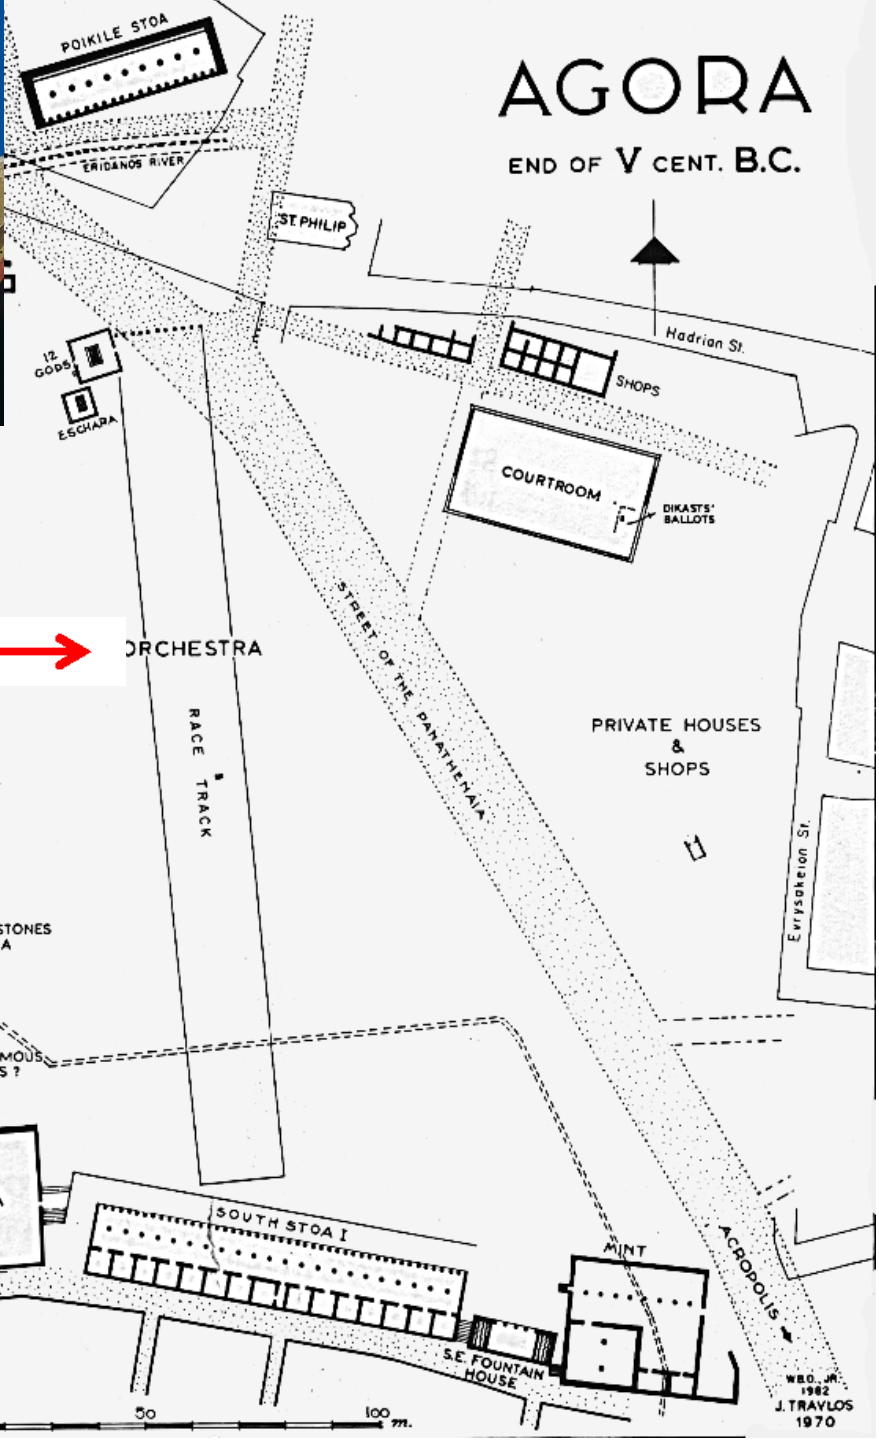 POIKILE STOA
AGORA
END OF V CENT. B.C.
ERIDANOS RIVER
ST. PHILIP
Hadrian St.
12
GODS
ESCHARA
SHOPS
COURTROOM
DIKASTS'
BALLOTS
STREET OF THE PANATHENAIA
ORCHESTRA
RACE TRACK
PRIVATE HOUSES
&
SHOPS
Evrysakeion St.
STONES
A
MOUS
S?
SOUTH STOA I
MINT
ACROPOLIS
S.E. FOUNTAIN
HOUSE
W.B.D., JR.
1982
J. TRAVLOS
1970
50
100
m.